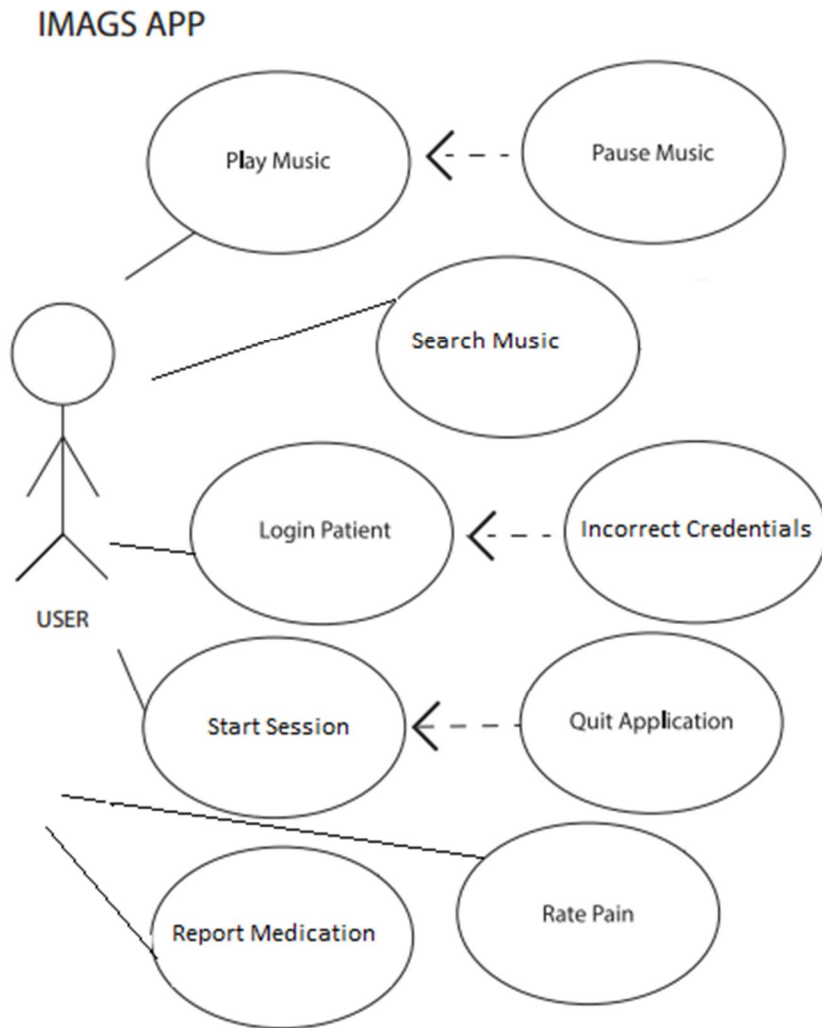 IMAGS APP
Play Music
Pause Music
Search Music
Login Patient
Incorrect Credentials
USER
Start Session
Quit Application
Rate Pain
Report Medication